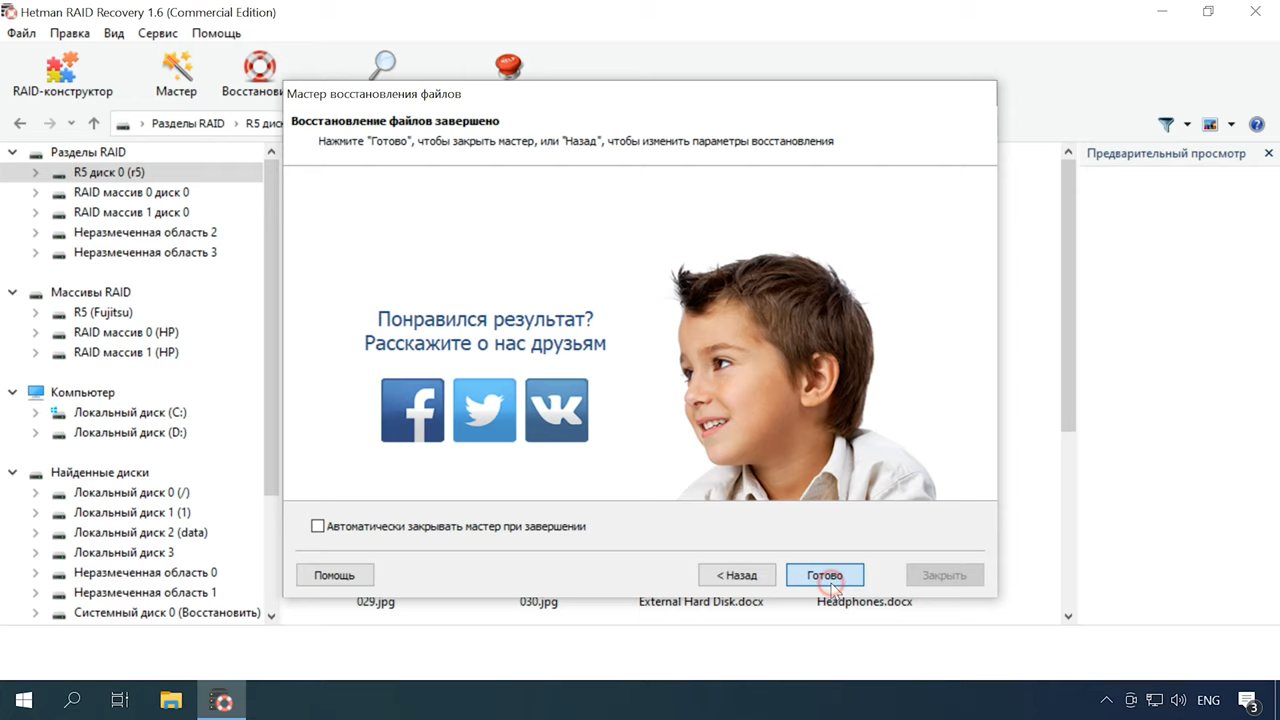 Hetman RAID Recovery 1.6 (Commercial Edition)
Файл Правка Вид Сервис Помощь
RAID-конструктор Мастер Восстанови
Разделы RAID R5 дис
Мастер восстановления файлов
Восстановление файлов завершено
Нажмите "Готово", чтобы закрыть мастер, или "Назад", чтобы изменить параметры восстановления
Предварительный просмотр
Разделы RAID
R5 диск 0 (r5)
RAID массив 0 диск 0
RAID массив 1 диск 0
Неразмеченная область 2
Неразмеченная область 3
Массивы RAID
R5 (Fujitsu)
RAID массив 0 (HP)
RAID массив 1 (HP)
Компьютер
Локальный диск (C:)
Локальный диск (D:)
Найденные диски
Локальный диск 0 (/)
Локальный диск 1 (1)
Локальный диск 2 (data)
Локальный диск 3
Неразмеченная область 0
Неразмеченная область 1
Системный диск 0 (Восстановить)
Понравился результат?
Расскажите о нас друзьям
Автоматически закрывать мастер при завершении
Помощь < Назад Готово Закрыть
029.jpg 030.jpg External Hard Disk.docx Headphones.docx
ENG 3